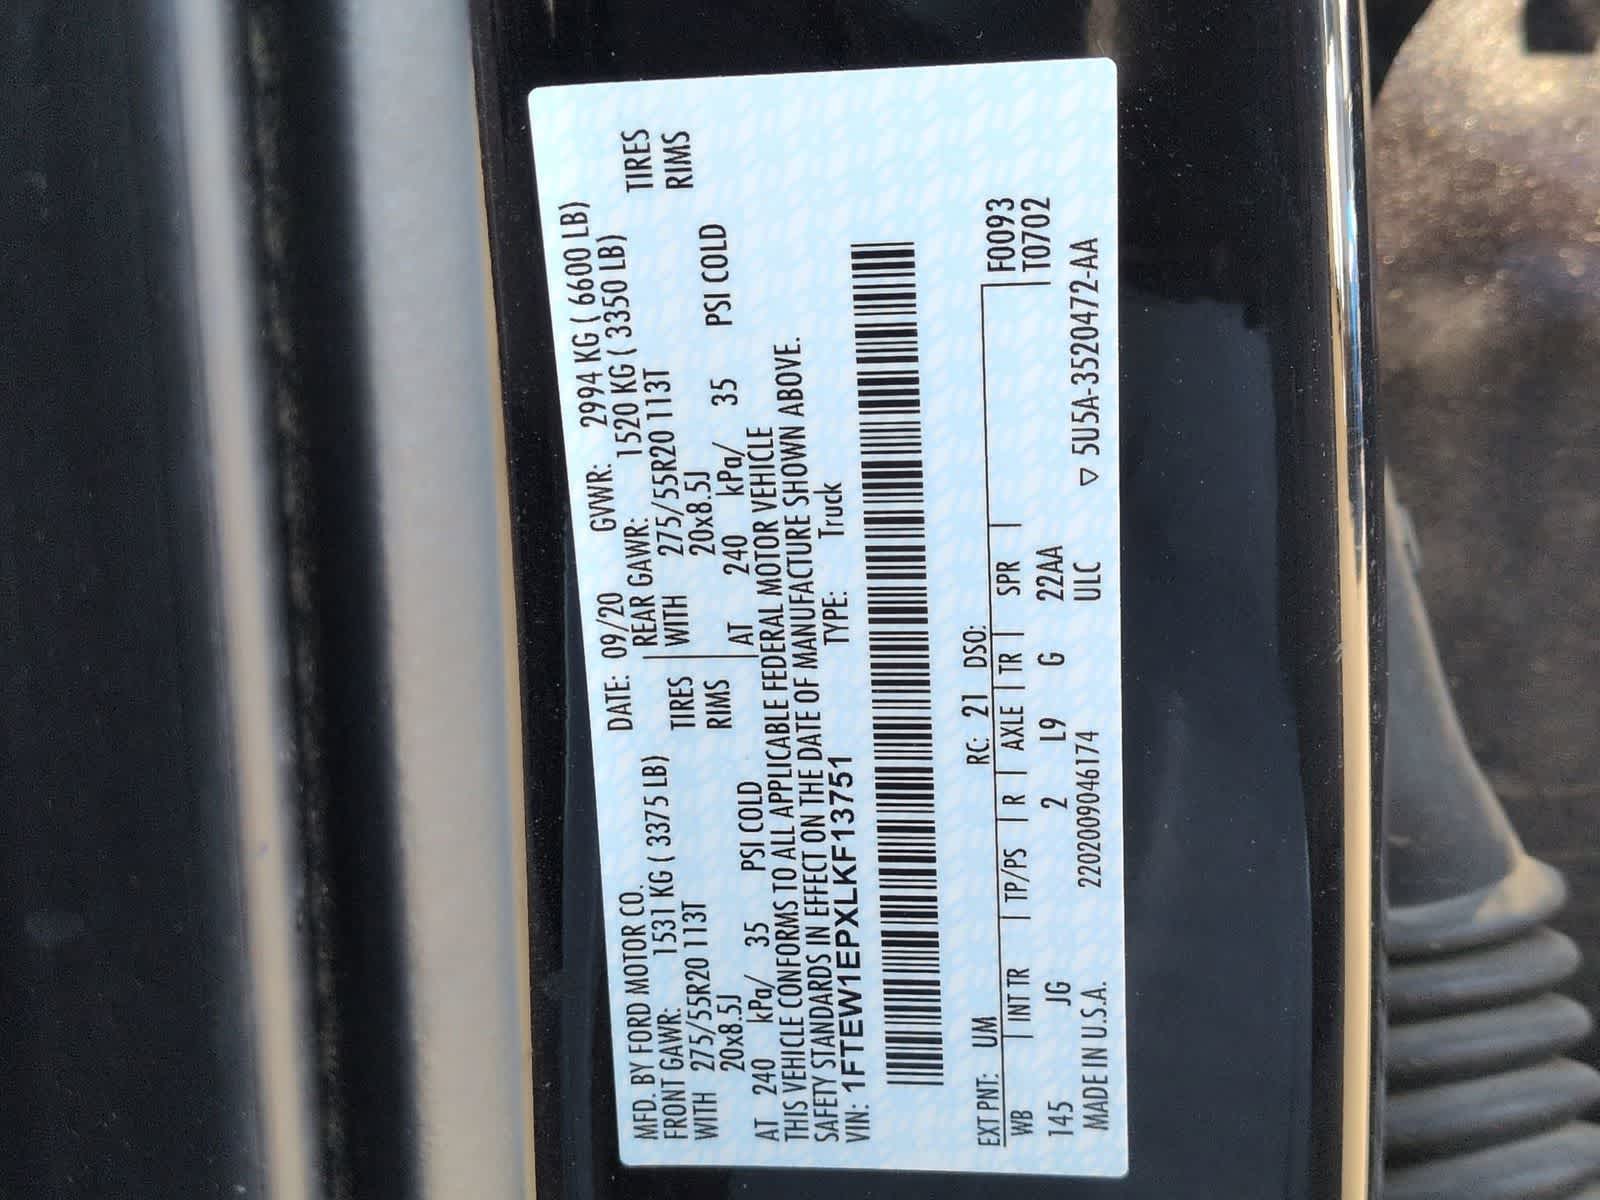 MFD. BY FORD MOTOR CO. DATE: 09/20 GVWR: 2994 KG ( 6600 LB)
FRONT GAWR: 1531 KG ( 3375 LB) REAR GAWR: 1520 KG ( 3350 LB)
WITH 275/55R20 113T TIRES WITH 275/55R20 113T TIRES
20x8.5J RIMS 20x8.5J RIMS
AT 240 kPa/ 35 PSI COLD AT 240 kPa/ 35 PSI COLD
THIS VEHICLE CONFORMS TO ALL APPLICABLE FEDERAL MOTOR VEHICLE
SAFETY STANDARDS IN EFFECT ON THE DATE OF MANUFACTURE SHOWN ABOVE.
VIN: 1FTEW1EPXLKF13751 TYPE: Truck
EXT PNT: UM RC: 21 DSO: F0093
WB INT TR TP/PS R AXLE TR SPR T0702
145 JG 2 L9 G 22AA
MADE IN U.S.A. 220200904 6174 ULC ▽ 5U5A-3520472-AA